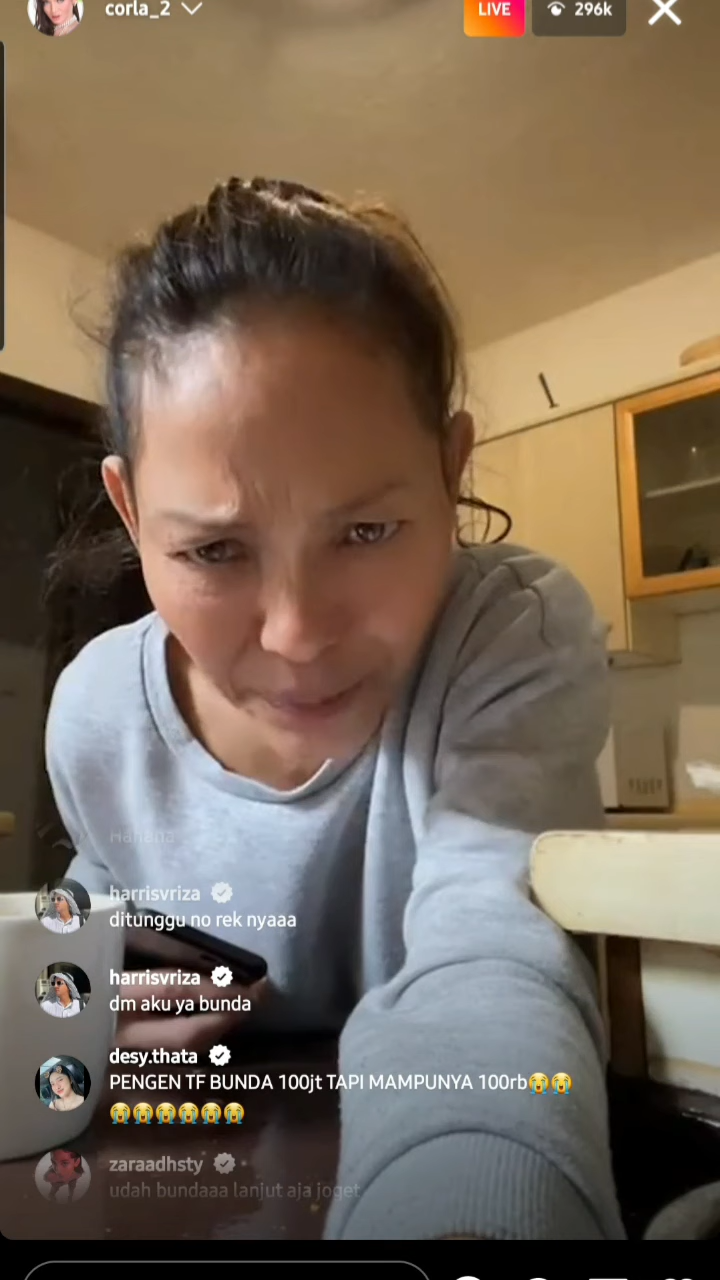 corla_2
LIVE
296k
Hahaha
harrisvriza
ditunggu no rek nyaaa
harrisvriza
dm aku ya bunda
desy.thata
PENGEN TF BUNDA 100jt TAPI MAMPUNYA 100rb😭😭
😭😭😭😭😭😭
zaraadhsty
udah bundaaa lanjut aja joget